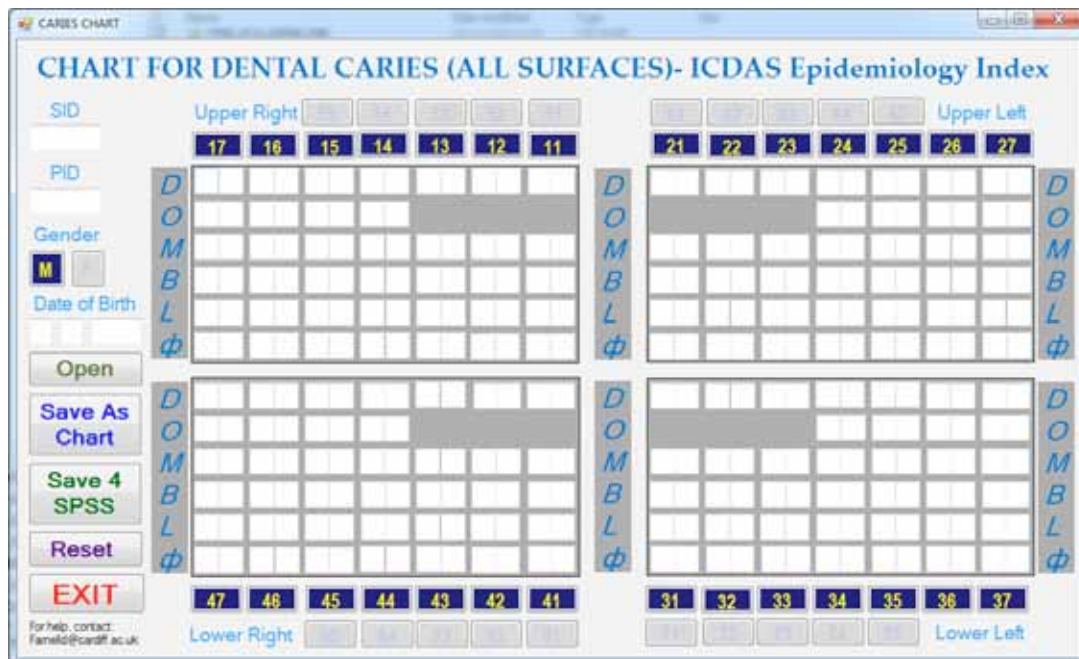 CARIES CHART
CHART FOR DENTAL CARIES (ALL SURFACES)- ICDAS Epidemiology Index
SID
Upper Right
Upper Left
17 16 15 14 13 12 11
21 22 23 24 25 26 27
PID
Gender
M
Date of Birth
D D D
O O O
M M M
B B B
L L L
ф ф ф
Open
Save As
Chart
Save 4
SPSS
Reset
EXIT
D D D
O O O
M M M
B B B
L L L
ф ф ф
47 46 45 44 43 42 41
31 32 33 34 35 36 37
Lower Right
Lower Left
For help, contact: